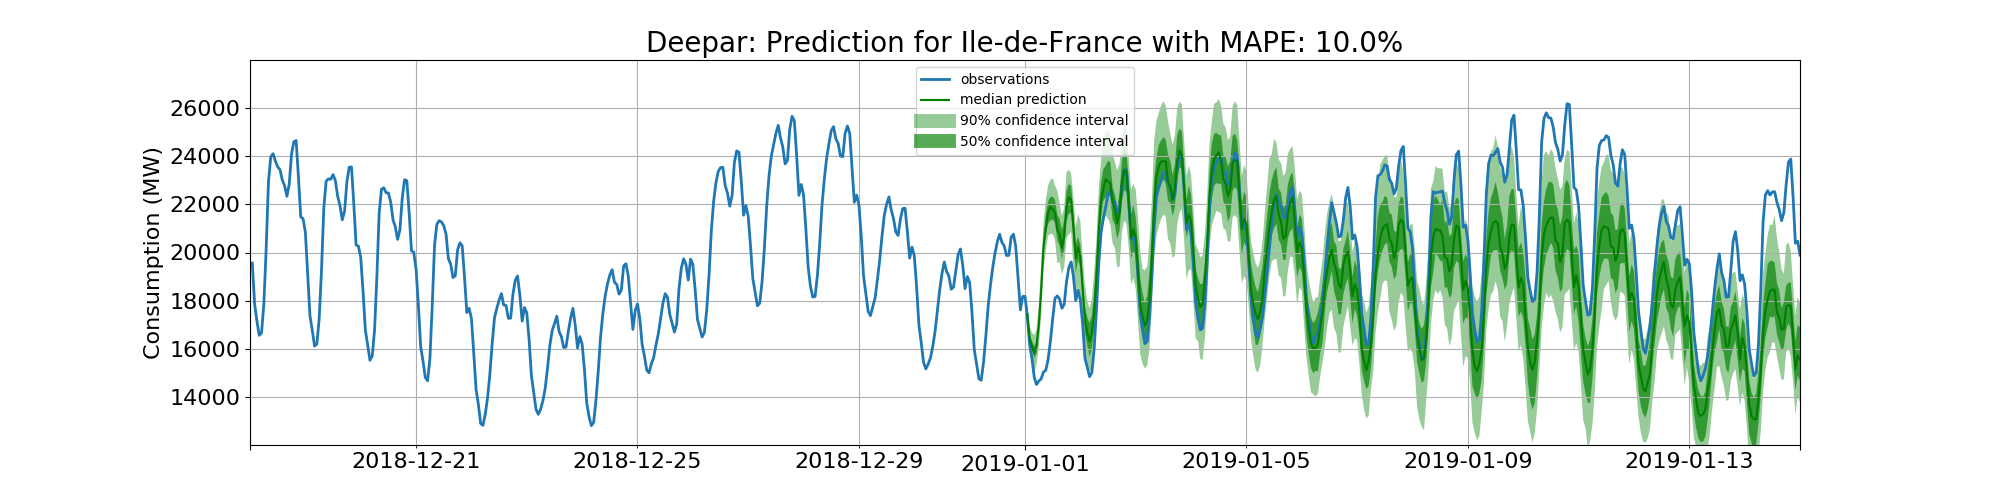 Deepar: Prediction for Ile-de-France with MAPE: 10.0%
observations
median prediction
90% confidence interval
50% confidence interval
Consumption (MW)
26000
24000
22000
20000
18000
16000
14000
2018-12-21
2018-12-25
2018-12-29
2019-01-01
2019-01-05
2019-01-09
2019-01-13